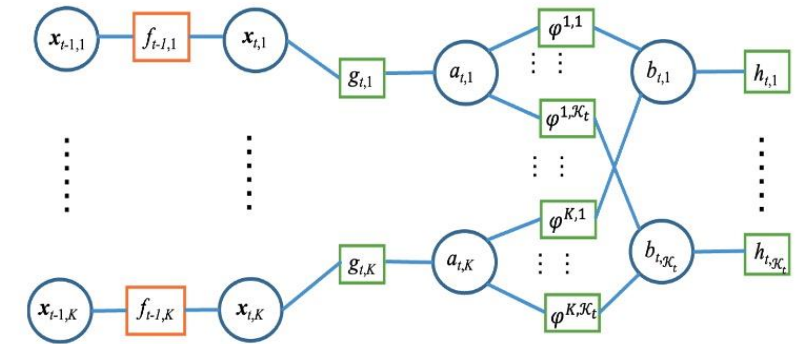 x_{t-1,1} f_{t-1,1} x_{t,1} g_{t,1} a_{t,1} φ^{1,1} b_{t,1} h_{t,1}
φ^{1,𝒦_t}
φ^{K,1}
x_{t-1,K} f_{t-1,K} x_{t,K} g_{t,K} a_{t,K} φ^{K,𝒦_t} b_{t,𝒦_t} h_{t,𝒦_t}